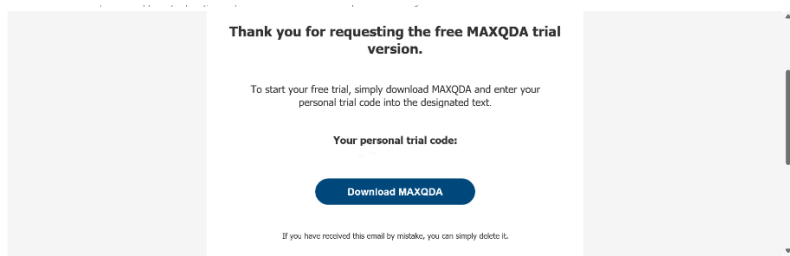 Thank you for requesting the free MAXQDA trial
version.
To start your free trial, simply download MAXQDA and enter your
personal trial code into the designated text.
Your personal trial code:
Download MAXQDA
If you have received this email by mistake, you can simply delete it.